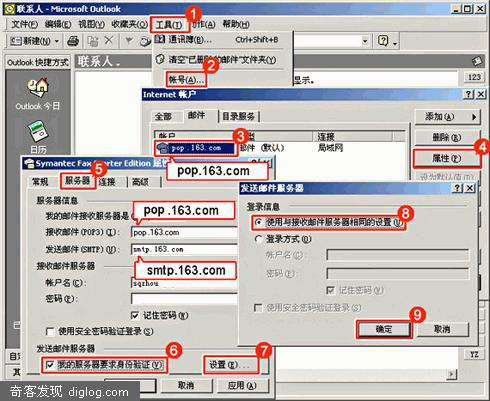 联系人 - Microsoft Outlook
文件(F) 编辑(E) 视图(V) 收藏夹(O) 工具(T) 动作(A) 帮助(H)
1
新建(N)
通讯簿(B)... Ctrl+Shift+B
清空"已删除的邮件"文件夹(Y)
帐号(A)...
2
Outlook 快捷方式
联系人
Outlook 今日
日历
显示。
Internet 帐户
全部 邮件 目录服务
帐户 类型 连接
pop.163.com 邮件 (默认) 局域网
3
pop.163.com
添加(A)
删除(R)
属性(P)
4
设为默认值(D)
Symantec Fax Starter Edition 属性
常规 服务器 连接 高级
5
服务器信息
我的邮件接收服务器是
pop.163.com
接收邮件 (POP3) (I): pop.163.com
发送邮件 (SMTP) (U): smtp.163.com
smtp.163.com
接收邮件服务器
帐户名(C): sqzhou
密码(P):
记住密码(W)
使用安全密码验证登录(S)
发送邮件服务器
6
我的服务器要求身份验证(V)
设置(E)...
7
取消 应用(A)
发送邮件服务器
登录信息
8
使用与接收邮件服务器相同的设置(U)
登录方式(O)
帐户名(C):
密码(P):
记住密码(W)
使用安全密码验证登录(S)
9
确定 取消
YZ
奇客发现 diglog.com